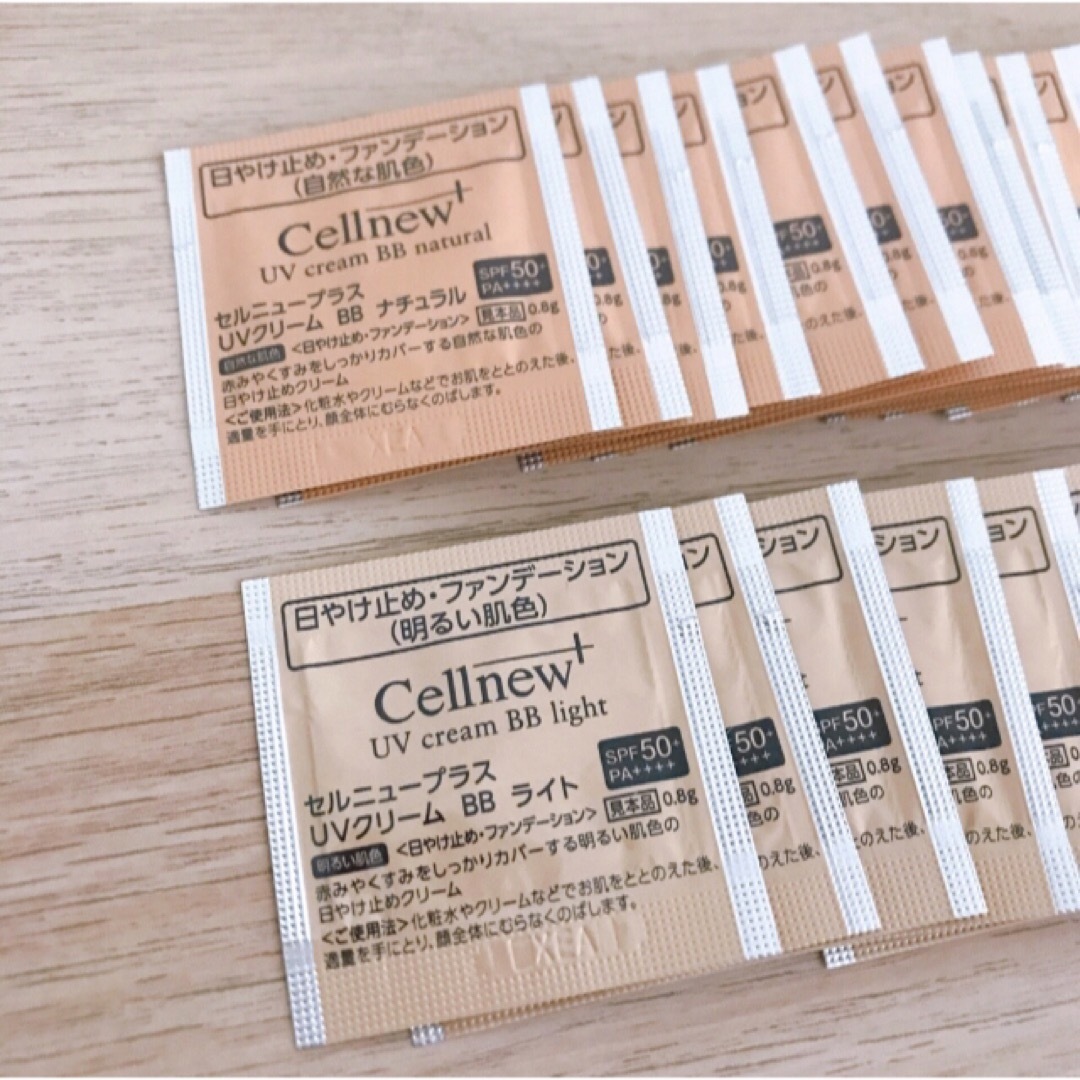 日やけ止め・ファンデーション
(自然な肌色)
Cellnew+
UV cream BB natural
SPF50+
PA++++
セルニュープラス
UVクリーム BB ナチュラル
自然な肌色 <日やけ止め・ファンデーション> 見本品 0.8g
赤みやくすみをしっかりカバーする自然な肌色の
日やけ止めクリーム
<ご使用法>化粧水やクリームなどでお肌をととのえた後、
適量を手にとり、顔全体にむらなくのばします。
日やけ止め・ファンデーション
(明るい肌色)
Cellnew+
UV cream BB light
SPF50+
PA++++
セルニュープラス
UVクリーム BB ライト
明るい肌色 <日やけ止め・ファンデーション> 見本品 0.8g
赤みやくすみをしっかりカバーする明るい肌色の
日やけ止めクリーム
<ご使用法>化粧水やクリームなどでお肌をととのえた後、
適量を手にとり、顔全体にむらなくのばします。